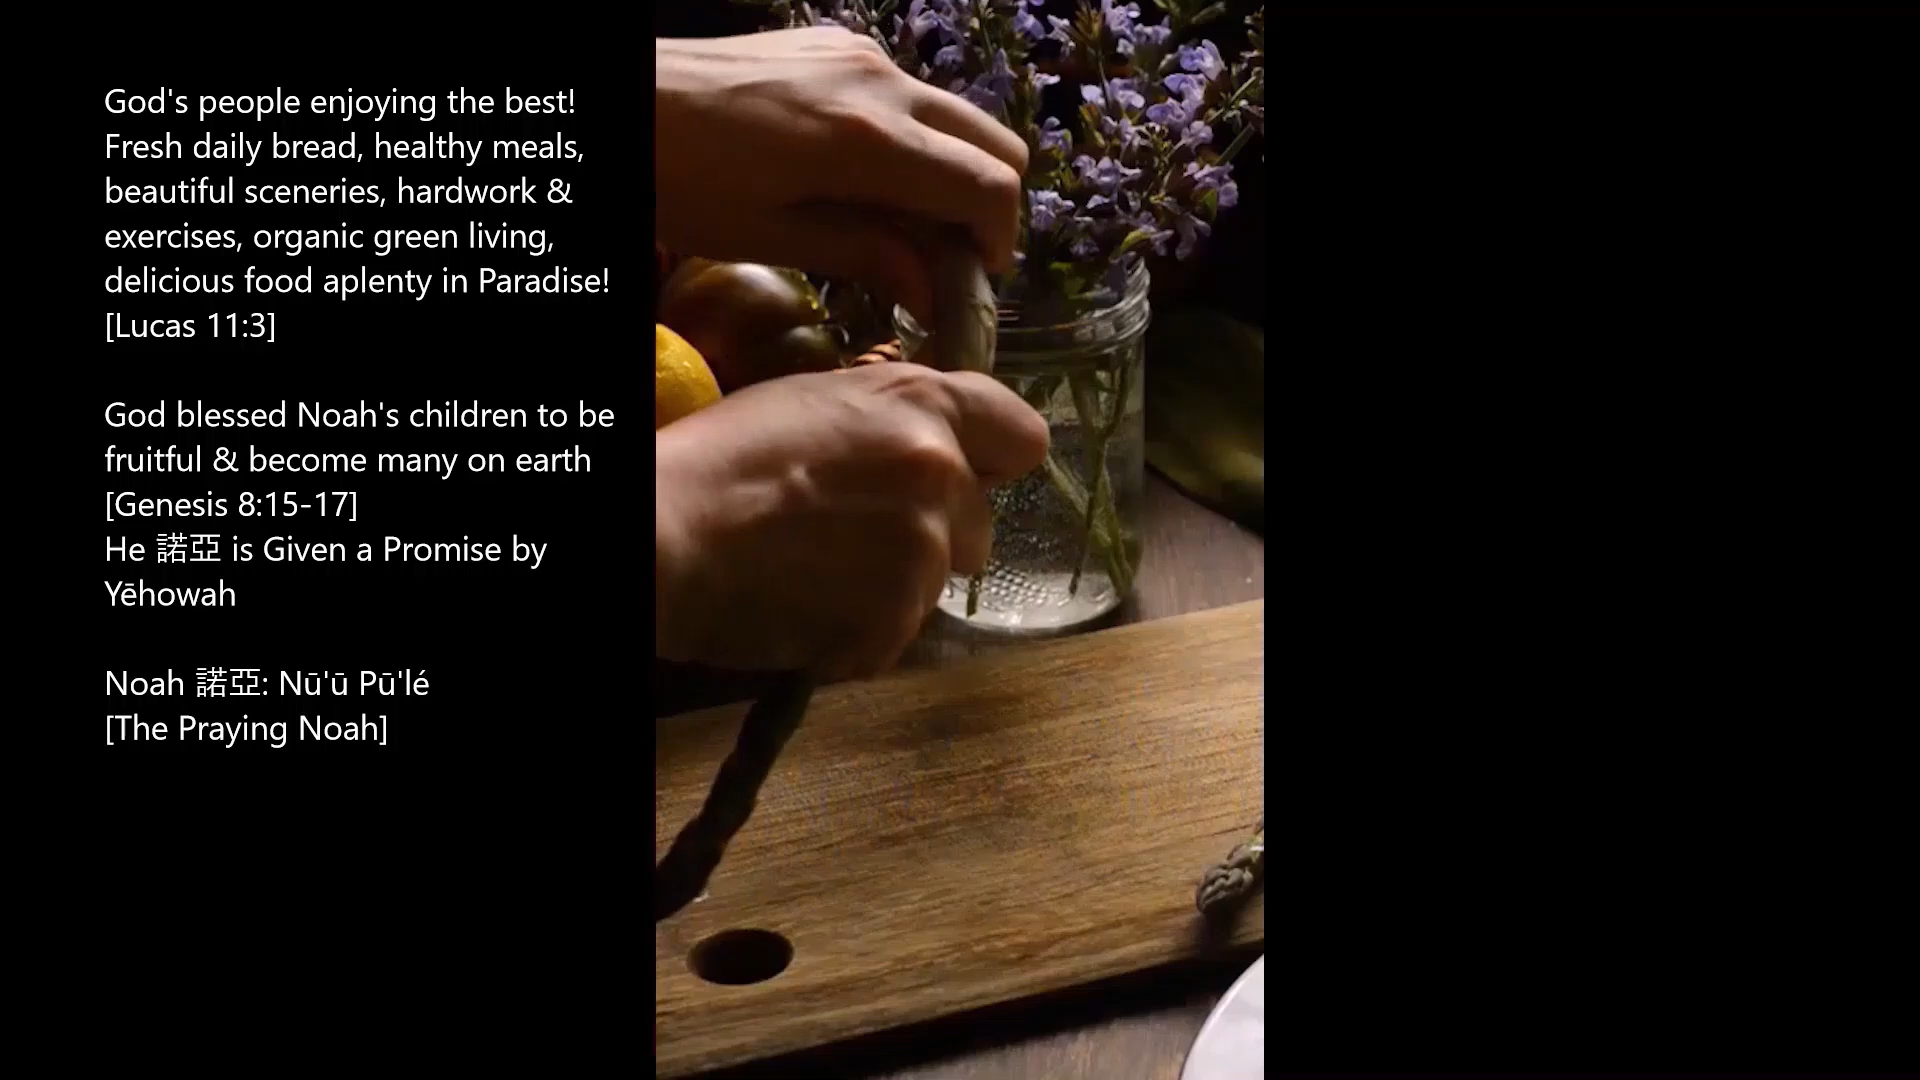 God's people enjoying the best!
Fresh daily bread, healthy meals,
beautiful sceneries, hardwork &
exercises, organic green living,
delicious food aplenty in Paradise!
[Lucas 11:3]
God blessed Noah's children to be
fruitful & become many on earth
[Genesis 8:15-17]
He 諾亞 is Given a Promise by
Yēhowah
Noah 諾亞: Nū'ū Pū'lé
[The Praying Noah]